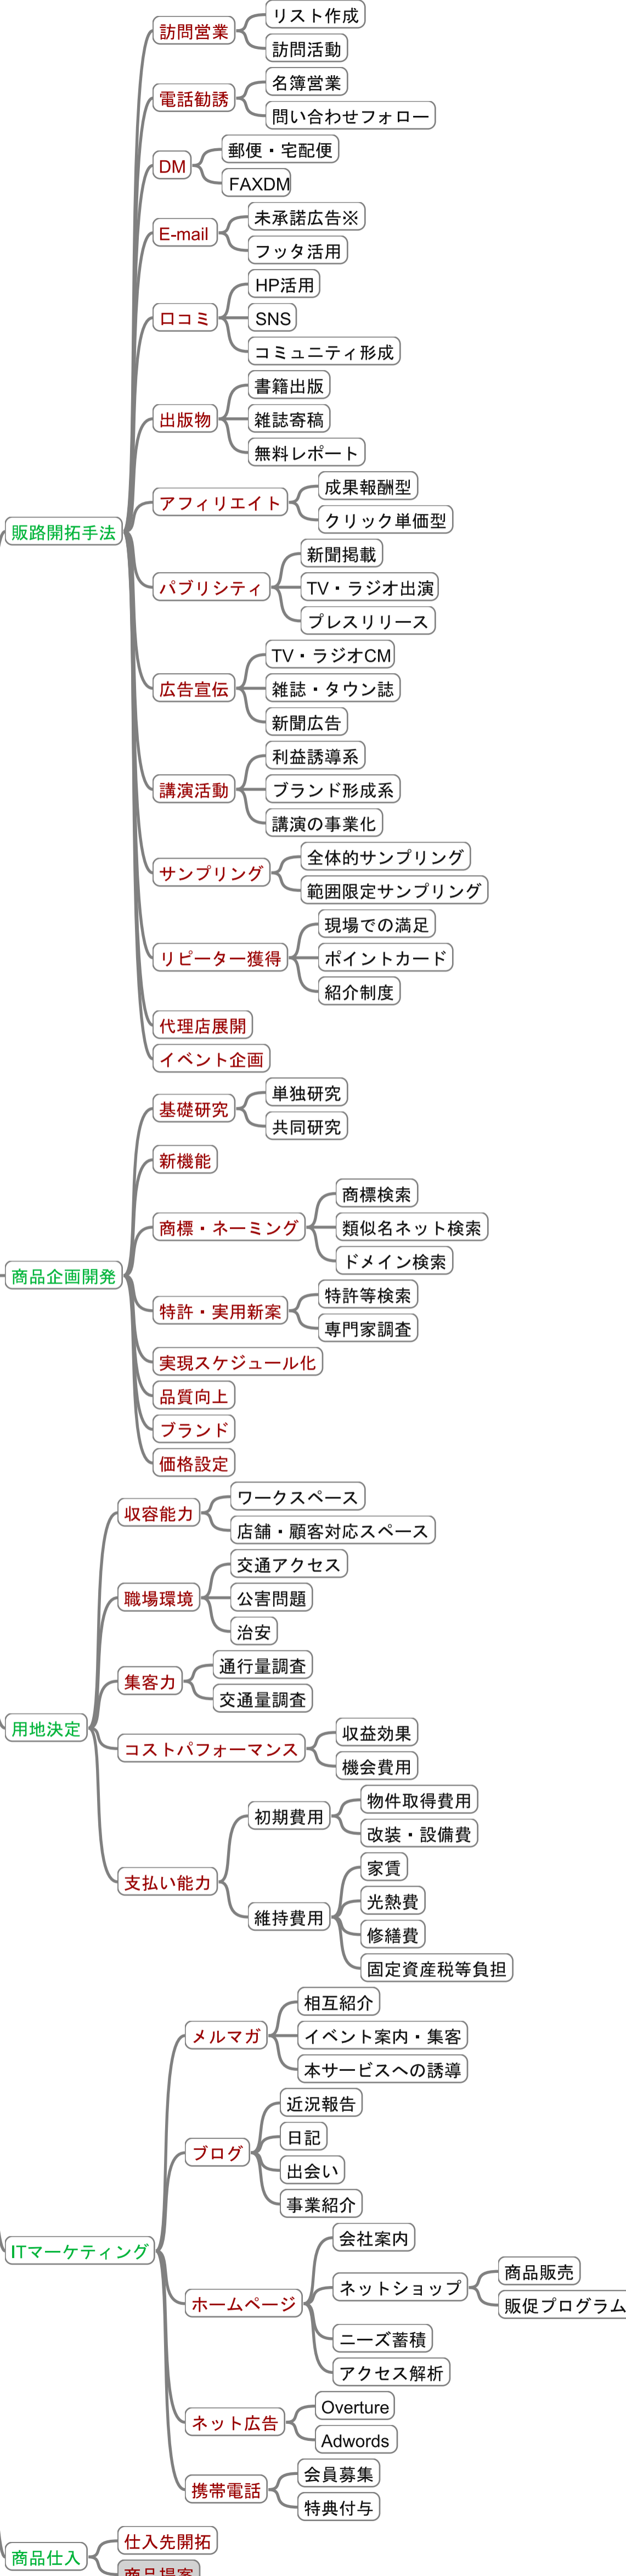 販路開拓手法
訪問営業
リスト作成
訪問活動
電話勧誘
名簿営業
問い合わせフォロー
DM
郵便・宅配便
FAXDM
E-mail
未承諾広告※
フッタ活用
口コミ
HP活用
SNS
コミュニティ形成
出版物
書籍出版
雑誌寄稿
無料レポート
アフィリエイト
成果報酬型
クリック単価型
パブリシティ
新聞掲載
TV・ラジオ出演
プレスリリース
広告宣伝
TV・ラジオCM
雑誌・タウン誌
新聞広告
講演活動
利益誘導系
ブランド形成系
講演の事業化
サンプリング
全体的サンプリング
範囲限定サンプリング
リピーター獲得
現場での満足
ポイントカード
紹介制度
代理店展開
イベント企画
商品企画開発
基礎研究
単独研究
共同研究
新機能
商標・ネーミング
商標検索
類似名ネット検索
ドメイン検索
特許・実用新案
特許等検索
専門家調査
実現スケジュール化
品質向上
ブランド
価格設定
用地決定
収容能力
ワークスペース
店舗・顧客対応スペース
職場環境
交通アクセス
公害問題
治安
集客力
通行量調査
交通量調査
コストパフォーマンス
収益効果
機会費用
支払い能力
初期費用
物件取得費用
改装・設備費
維持費用
家賃
光熱費
修繕費
固定資産税等負担
ITマーケティング
メルマガ
相互紹介
イベント案内・集客
本サービスへの誘導
ブログ
近況報告
日記
出会い
事業紹介
ホームページ
会社案内
ネットショップ
商品販売
販促プログラム
ニーズ蓄積
アクセス解析
ネット広告
Overture
Adwords
携帯電話
会員募集
特典付与
商品仕入
仕入先開拓
商品提案